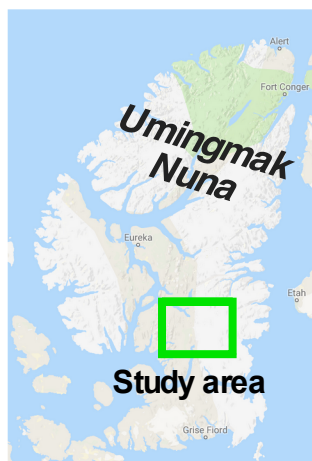 Alert
Fort Conger
Umingmak
Nuna
Eureka
Etah
Study area
Grise Fiord